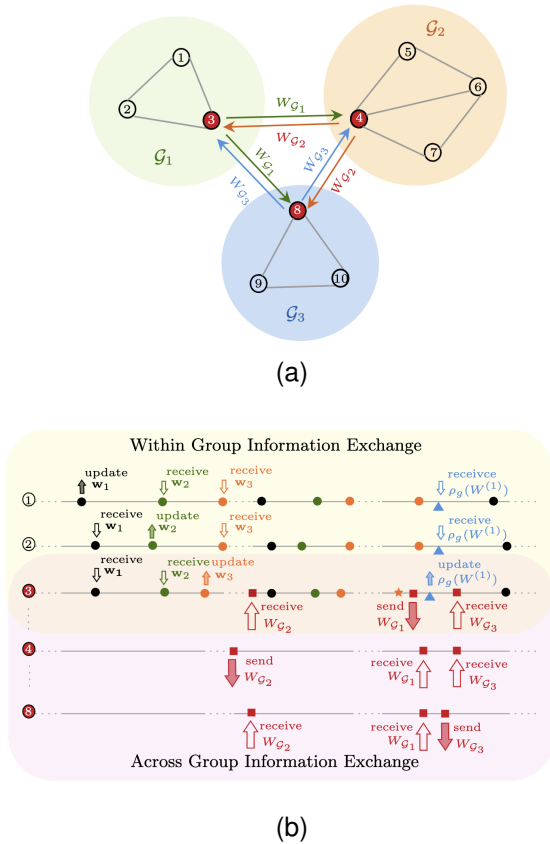 𝒢₂
5
1
6
2
W𝒢₁
3
4
W𝒢₂
𝒢₁
7
W𝒢₁
W𝒢₃
W𝒢₃
W𝒢₂
8
9
10
𝒢₃
(a)
Within Group Information Exchange
update
w₁
receive
w₂
receive
w₃
receivce
ρg(W⁽¹⁾)
1
receive
w₁
update
w₂
receive
w₃
receive
ρg(W⁽¹⁾)
2
receive
w₁
receive
w₂
update
w₃
update
ρg(W⁽¹⁾)
3
receive
W𝒢₂
send
W𝒢₁
receive
W𝒢₃
4
send
W𝒢₂
receive
W𝒢₁
receive
W𝒢₃
8
receive
W𝒢₂
receive
W𝒢₁
send
W𝒢₃
Across Group Information Exchange
(b)